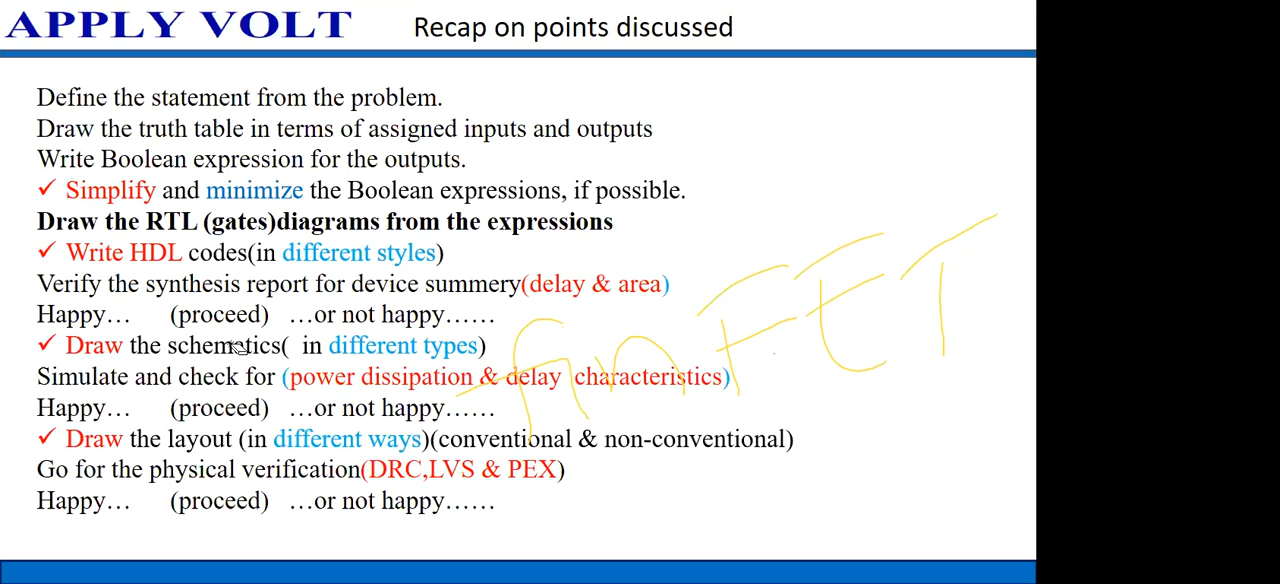 APPLY VOLT
Recap on points discussed
Define the statement from the problem.
Draw the truth table in terms of assigned inputs and outputs
Write Boolean expression for the outputs.
✓ Simplify and minimize the Boolean expressions, if possible.
Draw the RTL (gates)diagrams from the expressions
✓ Write HDL codes(in different styles)
Verify the synthesis report for device summery(delay & area)
Happy… (proceed) …or not happy……
✓ Draw the schemetics( in different types)
Simulate and check for (power dissipation & delay characteristics)
Happy… (proceed) …or not happy……
✓ Draw the layout (in different ways)(conventional & non-conventional)
Go for the physical verification(DRC,LVS & PEX)
Happy… (proceed) …or not happy……
finFET